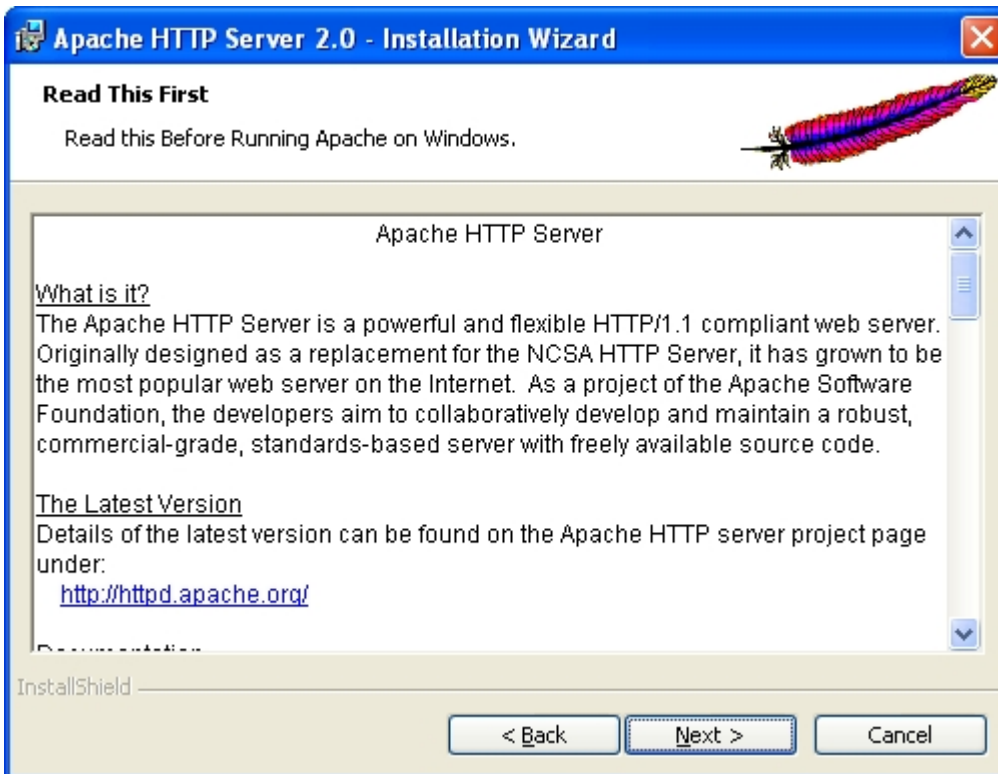 Apache HTTP Server 2.0 - Installation Wizard
Read This First
Read this Before Running Apache on Windows.
Apache HTTP Server
What is it?
The Apache HTTP Server is a powerful and flexible HTTP/1.1 compliant web server.
Originally designed as a replacement for the NCSA HTTP Server, it has grown to be
the most popular web server on the Internet.  As a project of the Apache Software
Foundation, the developers aim to collaboratively develop and maintain a robust,
commercial-grade, standards-based server with freely available source code.
The Latest Version
Details of the latest version can be found on the Apache HTTP server project page
under:
http://httpd.apache.org/
Documentation
InstallShield
< Back Next > Cancel